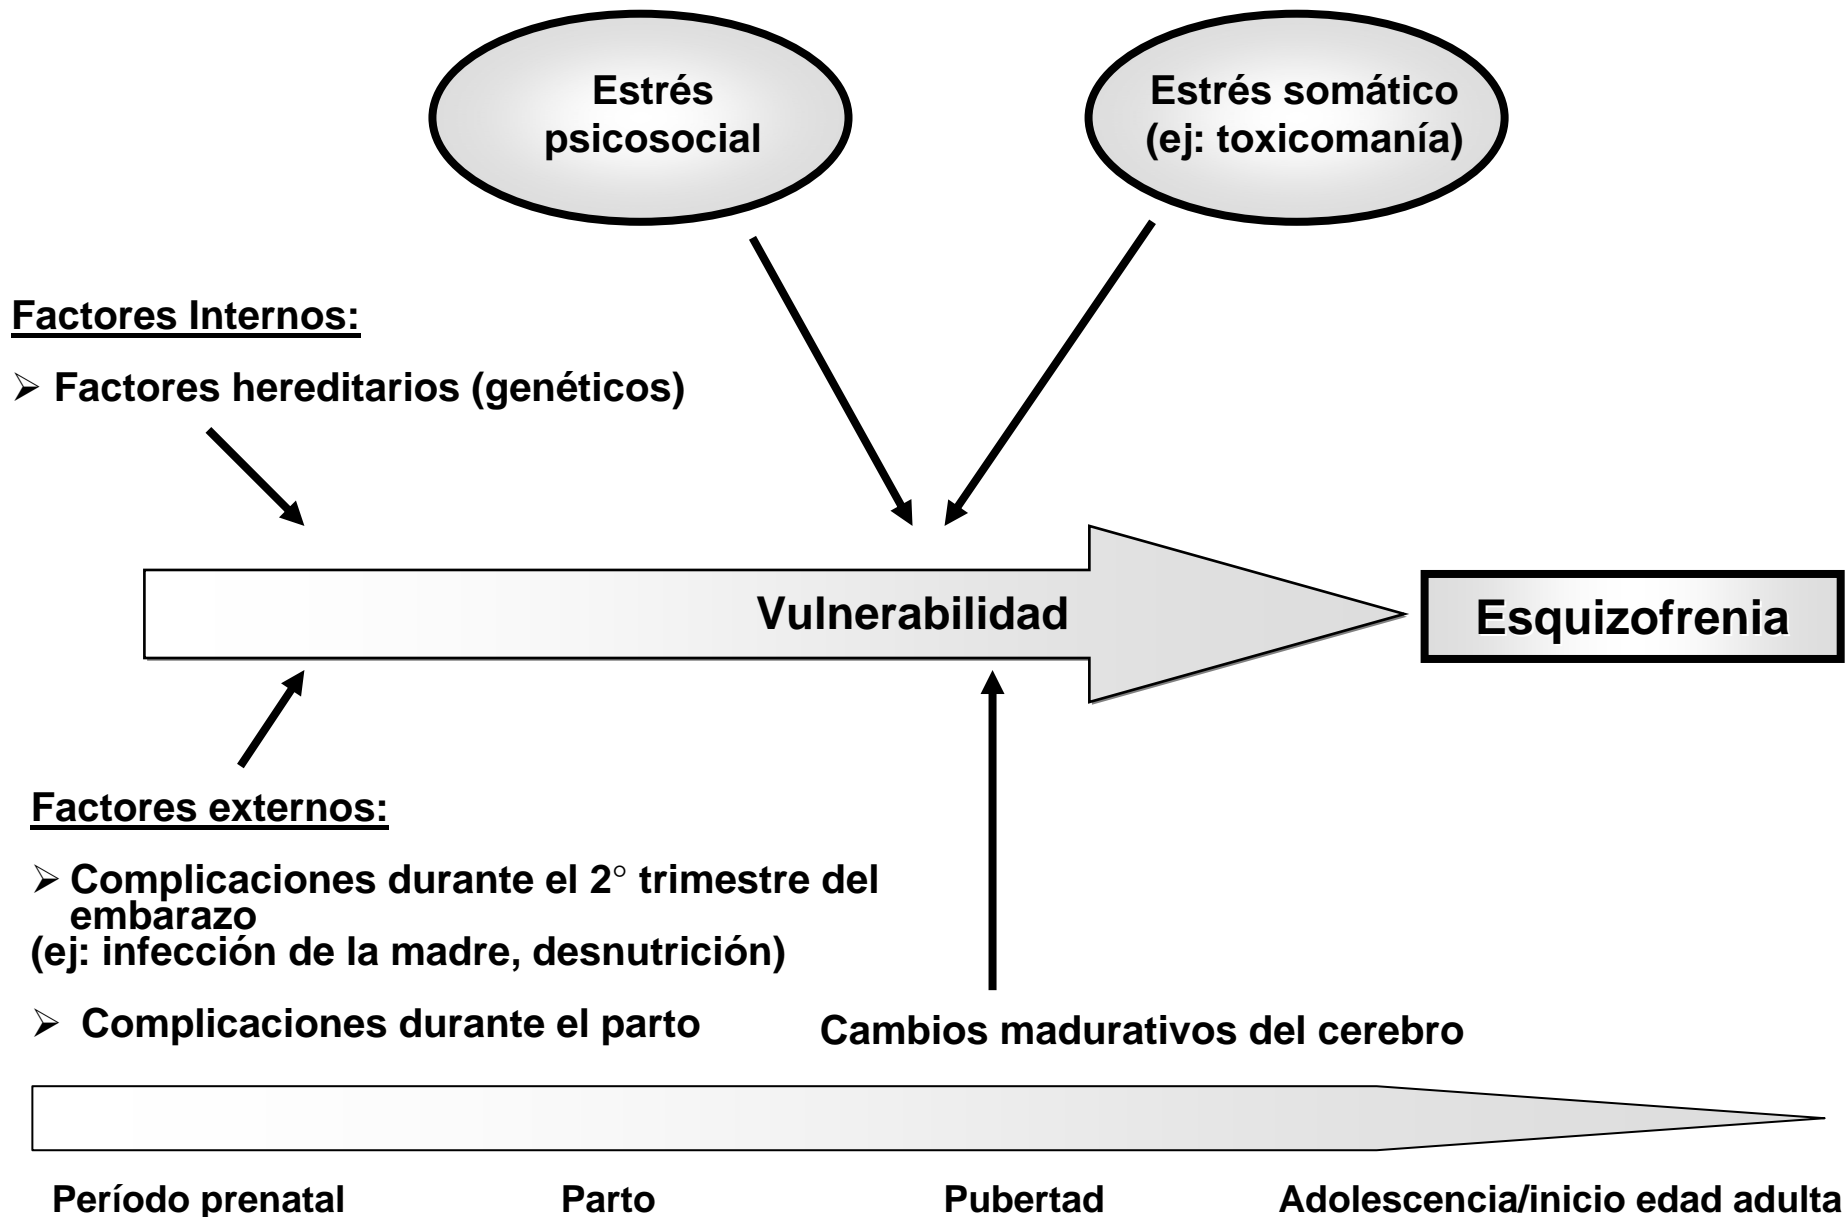 Estrés
psicosocial
Estrés somático
(ej: toxicomanía)
Factores Internos:
➢ Factores hereditarios (genéticos)
Vulnerabilidad
Esquizofrenia
Factores externos:
➢ Complicaciones durante el 2° trimestre del
embarazo
(ej: infección de la madre, desnutrición)
➢ Complicaciones durante el parto
Cambios madurativos del cerebro
Período prenatal
Parto
Pubertad
Adolescencia/inicio edad adulta